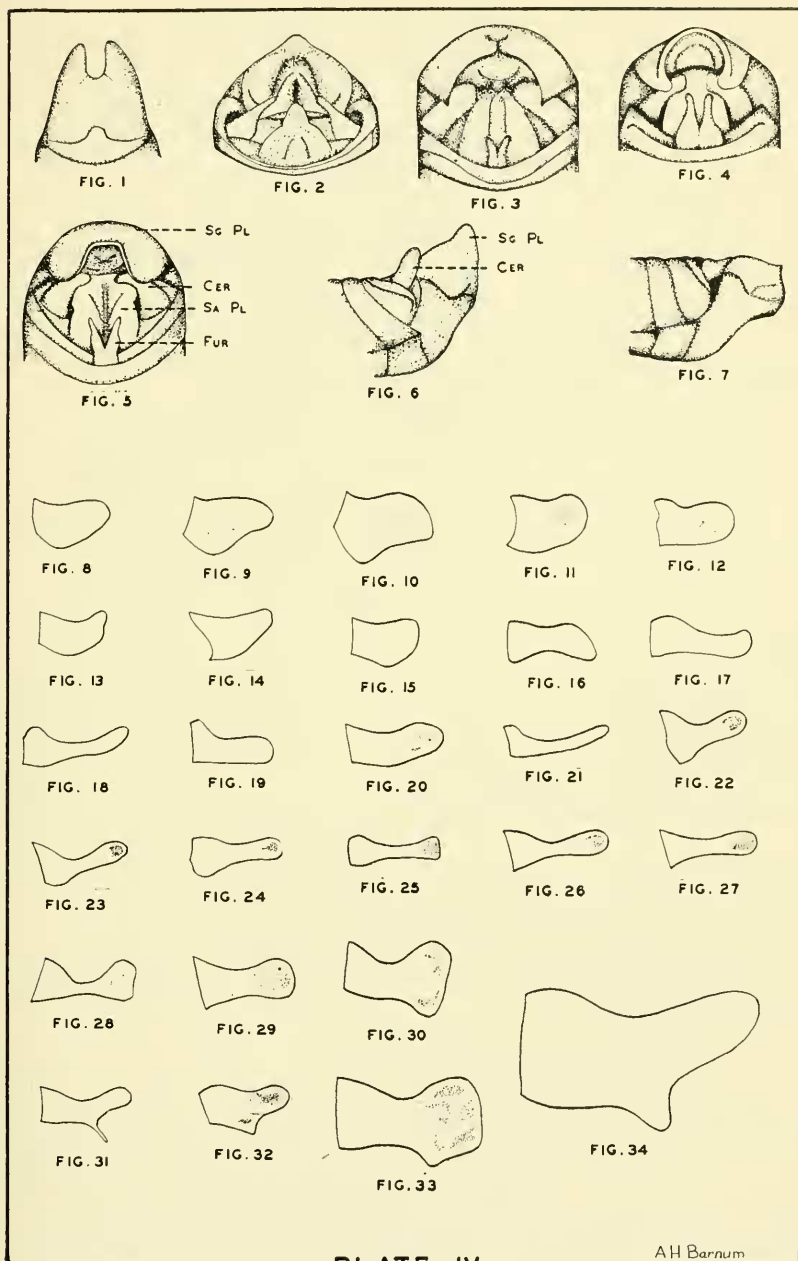 FIG. 1
FIG. 2
FIG. 3
FIG. 4
SG PL
CER
SA PL
FUR
FIG. 5
SG PL
CER
FIG. 6
FIG. 7
FIG. 8
FIG. 9
FIG. 10
FIG. 11
FIG. 12
FIG. 13
FIG. 14
FIG. 15
FIG. 16
FIG. 17
FIG. 18
FIG. 19
FIG. 20
FIG. 21
FIG. 22
FIG. 23
FIG. 24
FIG. 25
FIG. 26
FIG. 27
FIG. 28
FIG. 29
FIG. 30
FIG. 31
FIG. 32
FIG. 33
FIG. 34
PLATE IV
A H Barnum